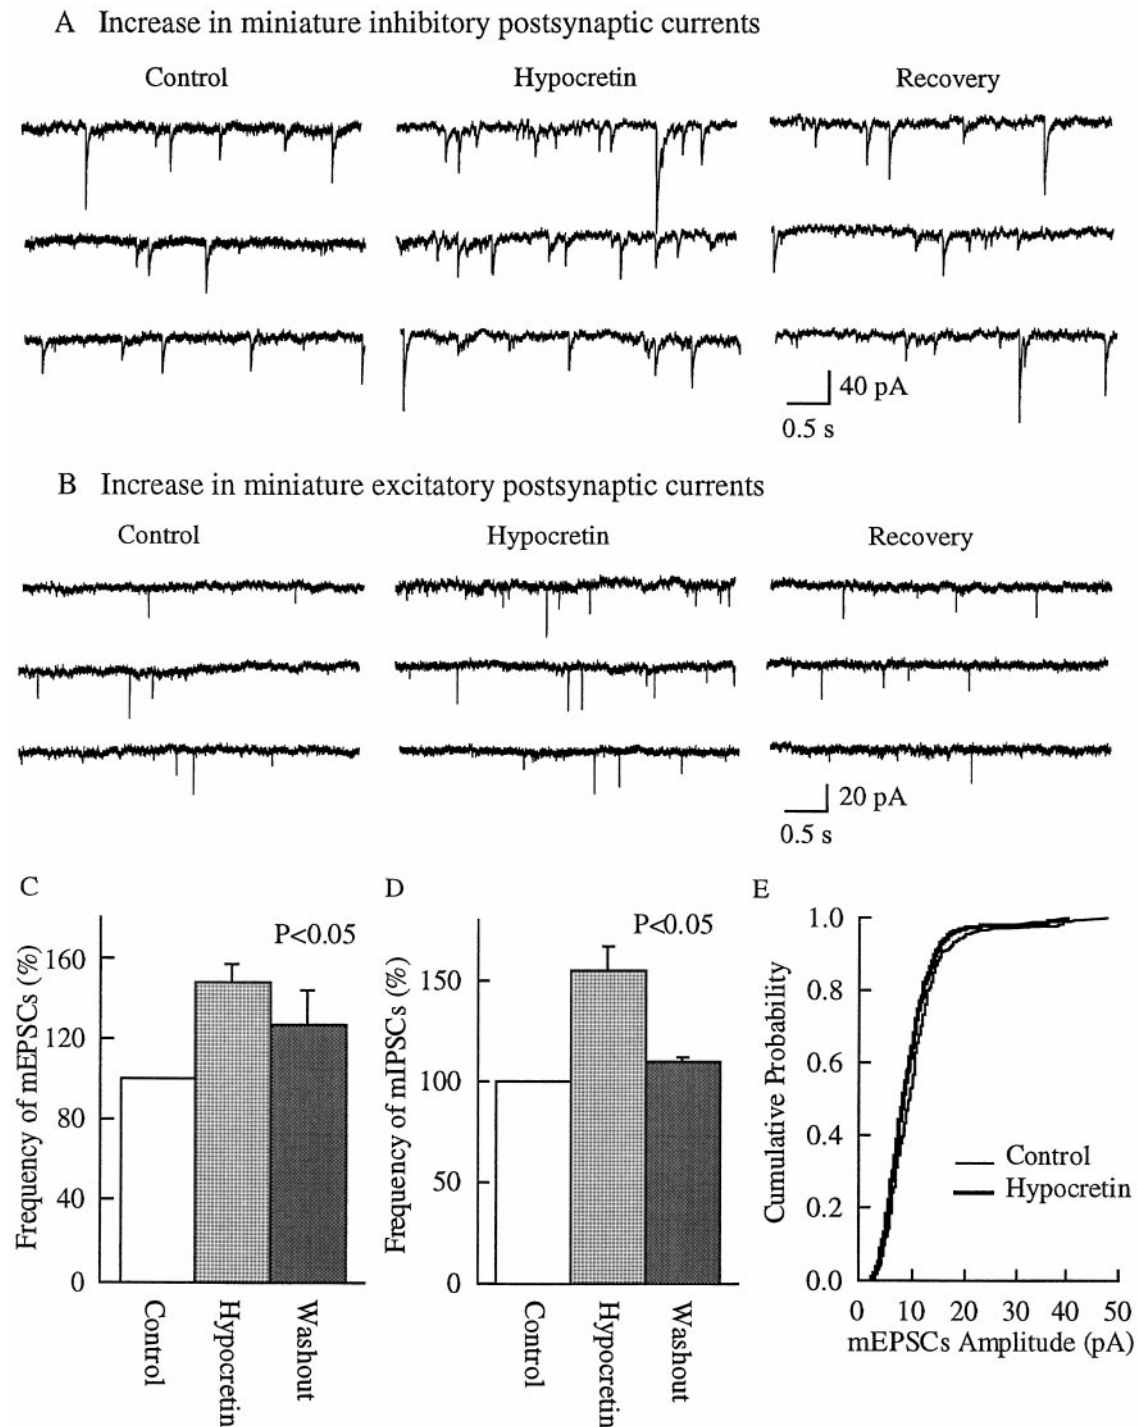 A Increase in miniature inhibitory postsynaptic currents
Control Hypocretin Recovery
40 pA
0.5 s
B Increase in miniature excitatory postsynaptic currents
Control Hypocretin Recovery
20 pA
0.5 s
C
Frequency of mEPSCs (%)
P<0.05
160
120
80
40
0
Control
Hypocretin
Washout
D
Frequency of mIPSCs (%)
P<0.05
150
100
50
0
Control
Hypocretin
Washout
E
Cumulative Probability
1.0
0.8
0.6
0.4
0.2
0.0
Control
Hypocretin
0 10 20 30 40 50
mEPSCs Amplitude (pA)